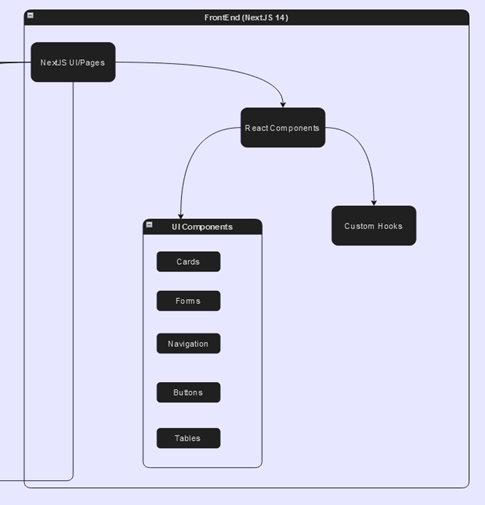 FrontEnd (NextJS 14)
NextJS UI/Pages
React Components
Custom Hooks
UI Components
Cards
Forms
Navigation
Buttons
Tables